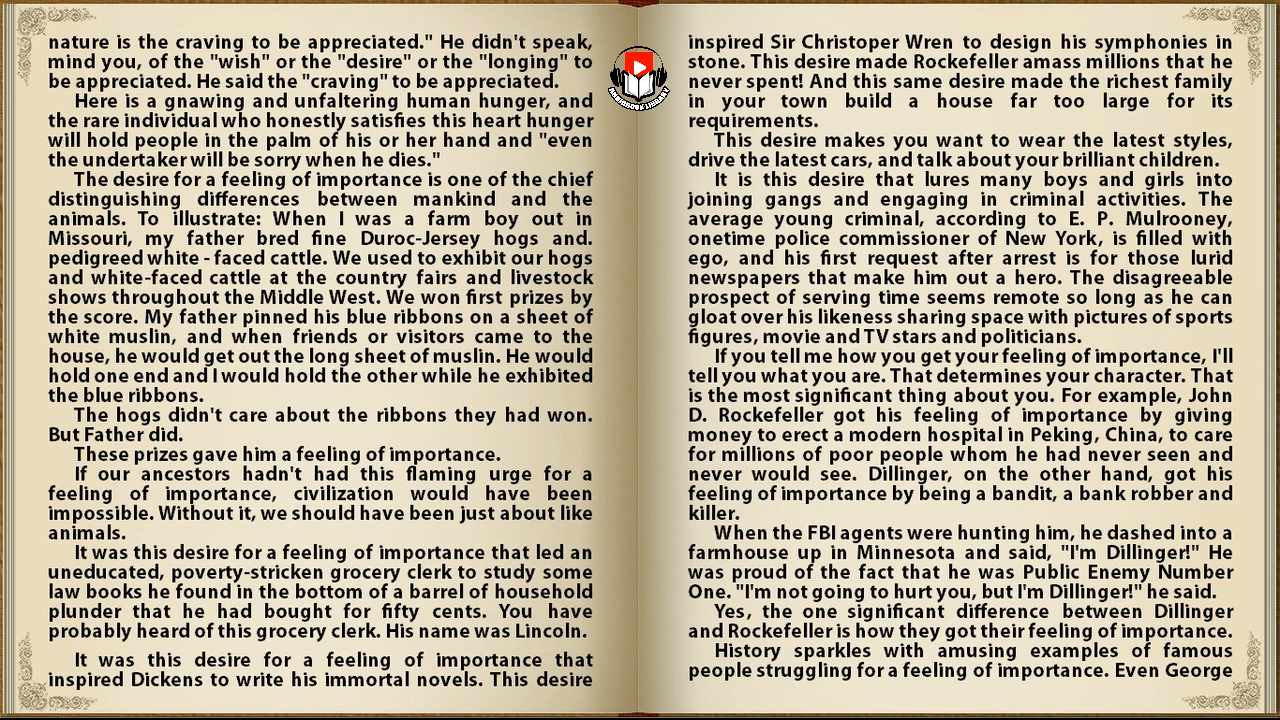 nature is the craving to be appreciated." He didn't speak,
mind you, of the "wish" or the "desire" or the "longing" to
be appreciated. He said the "craving" to be appreciated.
Here is a gnawing and unfaltering human hunger, and
the rare individual who honestly satisfies this heart hunger
will hold people in the palm of his or her hand and "even
the undertaker will be sorry when he dies."
The desire for a feeling of importance is one of the chief
distinguishing differences between mankind and the
animals. To illustrate: When I was a farm boy out in
Missouri, my father bred fine Duroc-Jersey hogs and.
pedigreed white - faced cattle. We used to exhibit our hogs
and white-faced cattle at the country fairs and livestock
shows throughout the Middle West. We won first prizes by
the score. My father pinned his blue ribbons on a sheet of
white muslin, and when friends or visitors came to the
house, he would get out the long sheet of muslin. He would
hold one end and I would hold the other while he exhibited
the blue ribbons.
The hogs didn't care about the ribbons they had won.
But Father did.
These prizes gave him a feeling of importance.
If our ancestors hadn't had this flaming urge for a
feeling of importance, civilization would have been
impossible. Without it, we should have been just about like
animals.
It was this desire for a feeling of importance that led an
uneducated, poverty-stricken grocery clerk to study some
law books he found in the bottom of a barrel of household
plunder that he had bought for fifty cents. You have
probably heard of this grocery clerk. His name was Lincoln.
It was this desire for a feeling of importance that
inspired Dickens to write his immortal novels. This desire
inspired Sir Christoper Wren to design his symphonies in
stone. This desire made Rockefeller amass millions that he
never spent! And this same desire made the richest family
in your town build a house far too large for its
requirements.
This desire makes you want to wear the latest styles,
drive the latest cars, and talk about your brilliant children.
It is this desire that lures many boys and girls into
joining gangs and engaging in criminal activities. The
average young criminal, according to E. P. Mulrooney,
onetime police commissioner of New York, is filled with
ego, and his first request after arrest is for those lurid
newspapers that make him out a hero. The disagreeable
prospect of serving time seems remote so long as he can
gloat over his likeness sharing space with pictures of sports
figures, movie and TV stars and politicians.
If you tell me how you get your feeling of importance, I'll
tell you what you are. That determines your character. That
is the most significant thing about you. For example, John
D. Rockefeller got his feeling of importance by giving
money to erect a modern hospital in Peking, China, to care
for millions of poor people whom he had never seen and
never would see. Dillinger, on the other hand, got his
feeling of importance by being a bandit, a bank robber and
killer.
When the FBI agents were hunting him, he dashed into a
farmhouse up in Minnesota and said, "I'm Dillinger!" He
was proud of the fact that he was Public Enemy Number
One. "I'm not going to hurt you, but I'm Dillinger!" he said.
Yes, the one significant difference between Dillinger
and Rockefeller is how they got their feeling of importance.
History sparkles with amusing examples of famous
people struggling for a feeling of importance. Even George